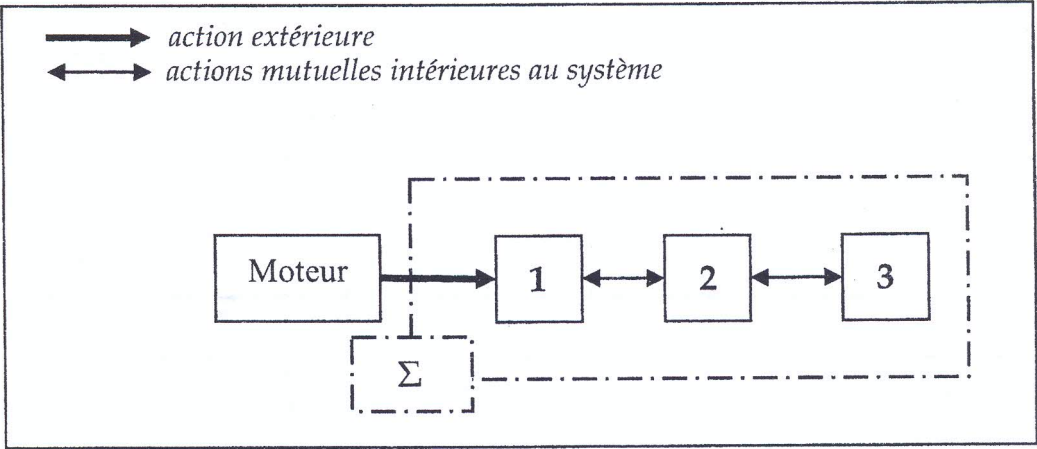 action extérieure
actions mutuelles intérieures au système
Moteur
1
2
3
Σ